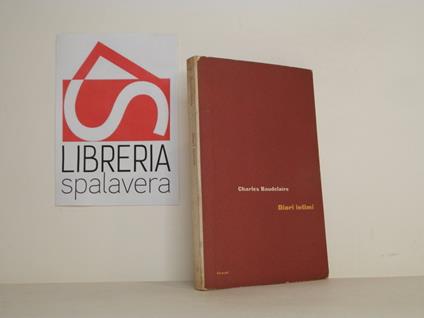 LIBRERIA
spalavera
Charles Baudelaire
Diari intimi